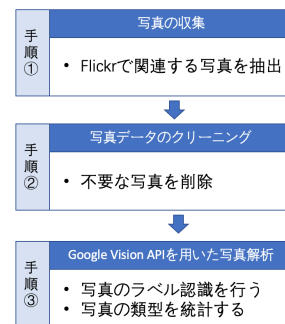 手順①
写真の収集
• Flickrで関連する写真を抽出
手順②
写真データのクリーニング
• 不要な写真を削除
手順③
Google Vision APIを用いた写真解析
• 写真のラベル認識を行う
• 写真の類型を統計する